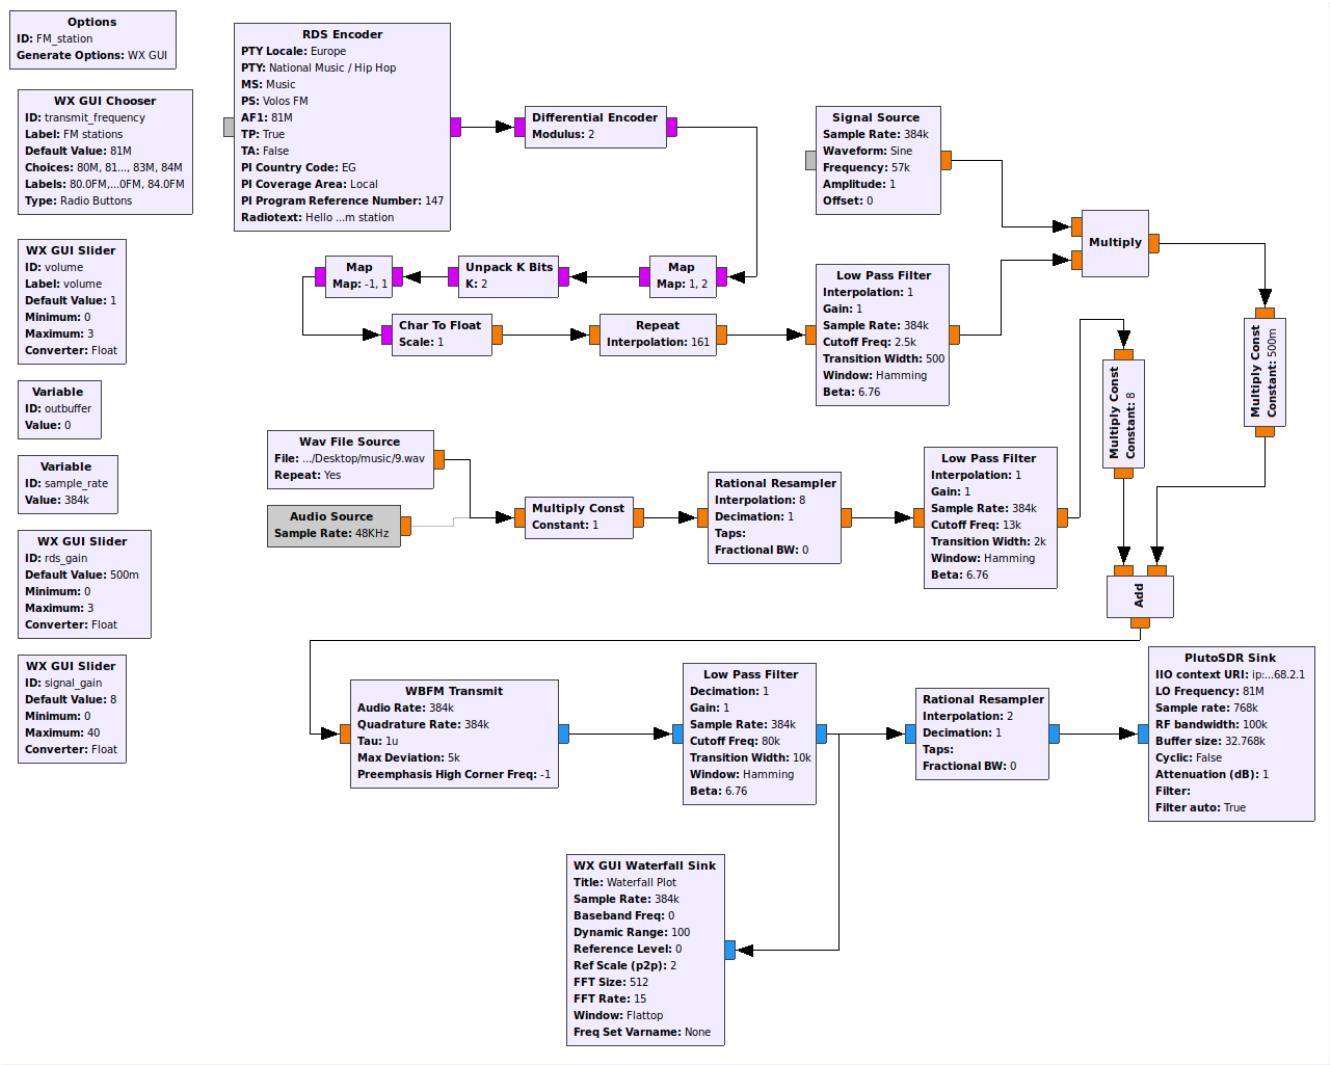 Options
ID: FM_station
Generate Options: WX GUI
WX GUI Chooser
ID: transmit_frequency
Label: FM stations
Default Value: 81M
Choices: 80M, 81..., 83M, 84M
Labels: 80.0FM,...0FM, 84.0FM
Type: Radio Buttons
WX GUI Slider
ID: volume
Label: volume
Default Value: 1
Minimum: 0
Maximum: 3
Converter: Float
Variable
ID: outbuffer
Value: 0
Variable
ID: sample_rate
Value: 384k
WX GUI Slider
ID: rds_gain
Default Value: 500m
Minimum: 0
Maximum: 3
Converter: Float
WX GUI Slider
ID: signal_gain
Default Value: 8
Minimum: 0
Maximum: 40
Converter: Float
RDS Encoder
PTY Locale: Europe
PTY: National Music / Hip Hop
MS: Music
PS: Volos FM
AF1: 81M
TP: True
TA: False
PI Country Code: EG
PI Coverage Area: Local
PI Program Reference Number: 147
Radiotext: Hello ...m station
Differential Encoder
Modulus: 2
Map
Map: 1, 2
Unpack K Bits
K: 2
Map
Map: -1, 1
Char To Float
Scale: 1
Repeat
Interpolation: 161
Low Pass Filter
Interpolation: 1
Gain: 1
Sample Rate: 384k
Cutoff Freq: 2.5k
Transition Width: 500
Window: Hamming
Beta: 6.76
Signal Source
Sample Rate: 384k
Waveform: Sine
Frequency: 57k
Amplitude: 1
Offset: 0
Multiply
Multiply Const
Constant: 500m
Wav File Source
File: .../Desktop/music/9.wav
Repeat: Yes
Audio Source
Sample Rate: 48KHz
Multiply Const
Constant: 1
Rational Resampler
Interpolation: 8
Decimation: 1
Taps:
Fractional BW: 0
Low Pass Filter
Interpolation: 1
Gain: 1
Sample Rate: 384k
Cutoff Freq: 13k
Transition Width: 2k
Window: Hamming
Beta: 6.76
Multiply Const
Constant: 8
Add
WBFM Transmit
Audio Rate: 384k
Quadrature Rate: 384k
Tau: 1u
Max Deviation: 5k
Preemphasis High Corner Freq: -1
Low Pass Filter
Decimation: 1
Gain: 1
Sample Rate: 384k
Cutoff Freq: 80k
Transition Width: 10k
Window: Hamming
Beta: 6.76
Rational Resampler
Interpolation: 2
Decimation: 1
Taps:
Fractional BW: 0
PlutoSDR Sink
IIO context URI: ip:...68.2.1
LO Frequency: 81M
Sample rate: 768k
RF bandwidth: 100k
Buffer size: 32.768k
Cyclic: False
Attenuation (dB): 1
Filter:
Filter auto: True
WX GUI Waterfall Sink
Title: Waterfall Plot
Sample Rate: 384k
Baseband Freq: 0
Dynamic Range: 100
Reference Level: 0
Ref Scale (p2p): 2
FFT Size: 512
FFT Rate: 15
Window: Flattop
Freq Set Varname: None